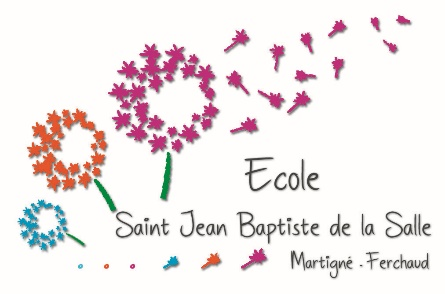 Ecole
Saint Jean Baptiste de la Salle
Martigné - Ferchaud